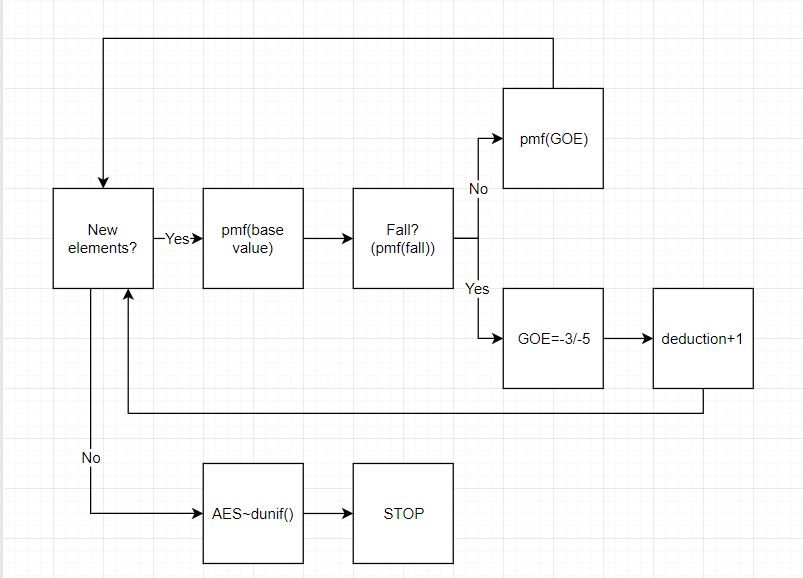 pmf(GOE)
No
New
elements?
Yes
pmf(base
value)
Fall?
(pmf(fall))
Yes
GOE=-3/-5
deduction+1
No
AES~dunif()
STOP